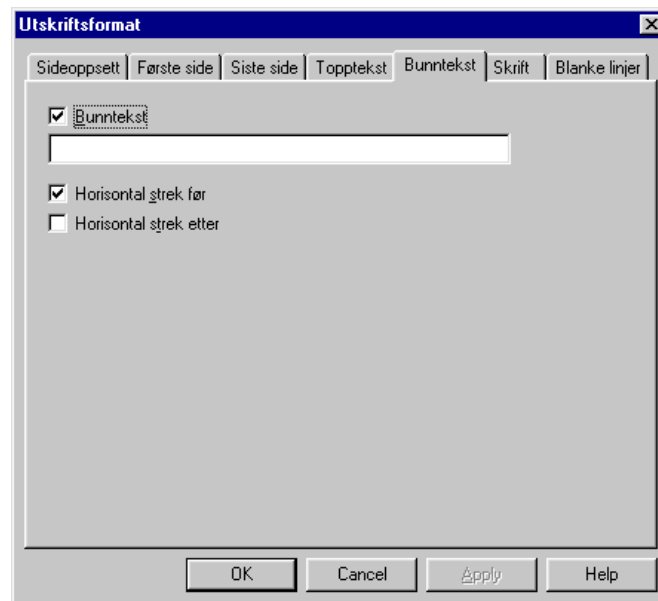 Utskriftsformat
Sideoppsett Første side Siste side Topptekst Bunntekst Skrift Blanke linjer
Bunntekst
Horisontal strek før
Horisontal strek etter
OK Cancel Apply Help